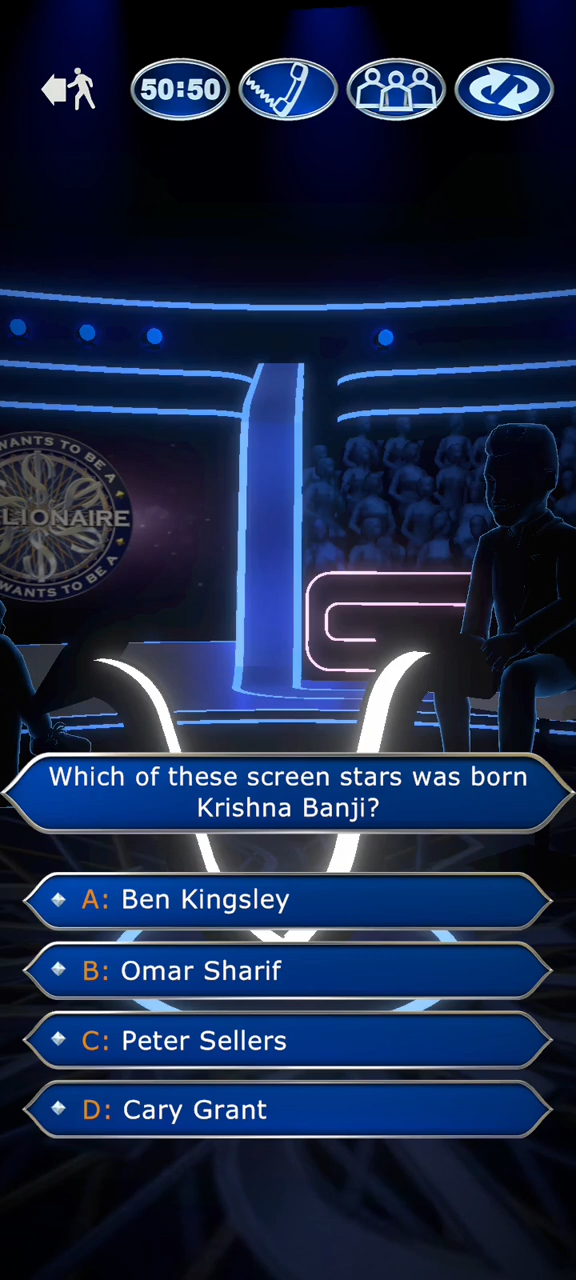 50:50
WANTS TO BE A
LIONAIRE
WANTS TO BE A
Which of these screen stars was born
Krishna Banji?
A: Ben Kingsley
B: Omar Sharif
C: Peter Sellers
D: Cary Grant